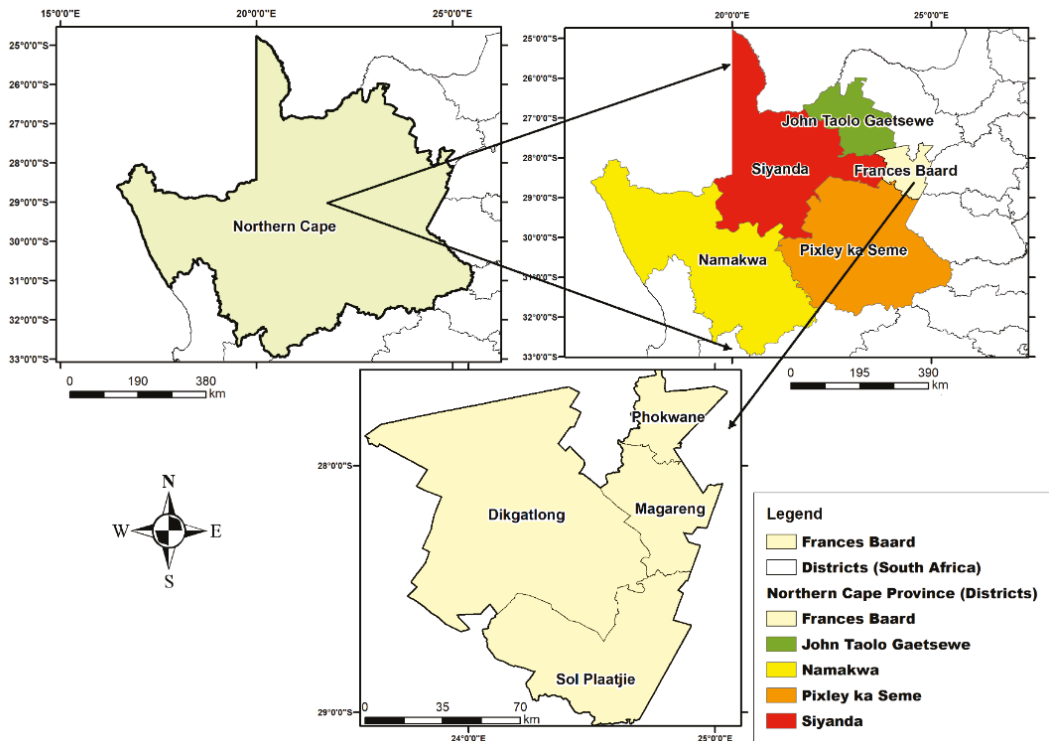 15°0'0"E 20°0'0"E 25°0'0"E
25°0'0"S
26°0'0"S
27°0'0"S
28°0'0"S
29°0'0"S
30°0'0"S
31°0'0"S
32°0'0"S
33°0'0"S
Northern Cape
0 190 380
km
20°0'0"E 25°0'0"E
25°0'0"S
26°0'0"S
27°0'0"S
28°0'0"S
29°0'0"S
30°0'0"S
31°0'0"S
32°0'0"S
33°0'0"S
John Taolo Gaetsewe
Siyanda
Frances Baard
Pixley ka Seme
Namakwa
0 195 390
km
N
W E
S
Phokwane
28°0'0"S
Dikgatlong
Magareng
Sol Plaatjie
0 35 70
km
29°0'0"S
24°0'0"E 25°0'0"E
Legend
Frances Baard
Districts (South Africa)
Northern Cape Province (Districts)
Frances Baard
John Taolo Gaetsewe
Namakwa
Pixley ka Seme
Siyanda